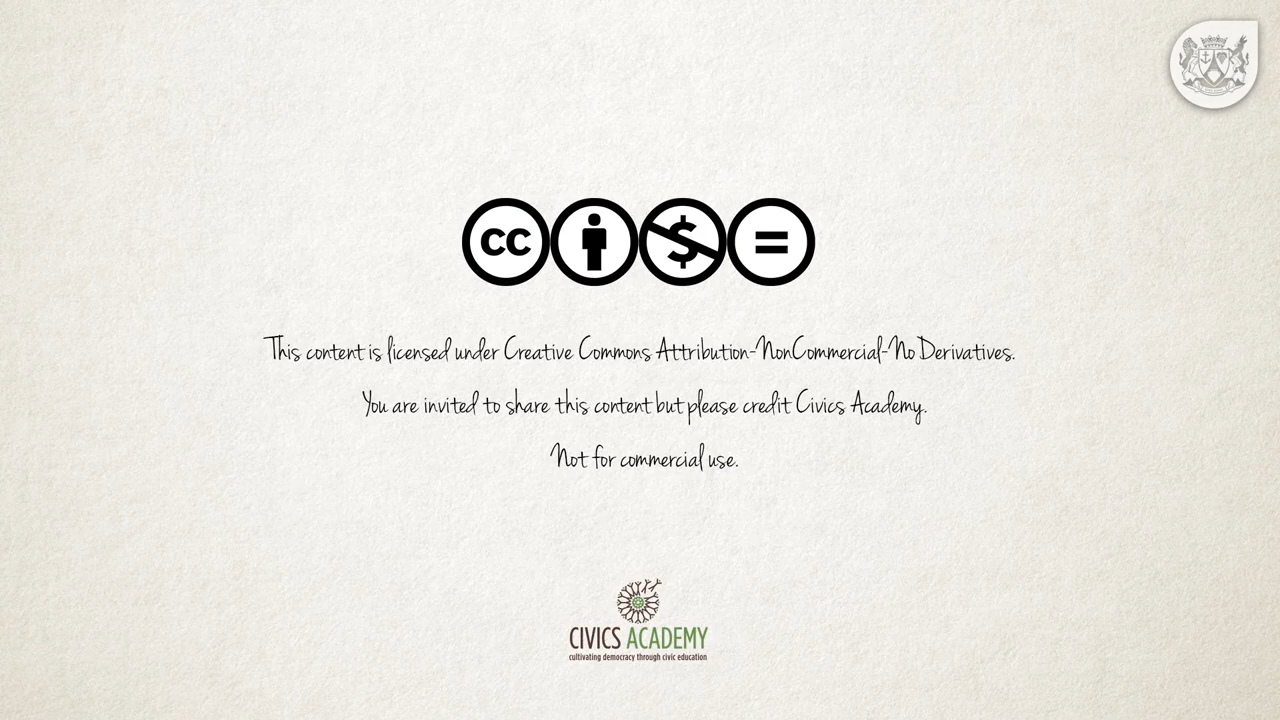 cc
$
=
This content is licensed under Creative Commons Attribution-NonCommercial-No Derivatives.
You are invited to share this content but please credit Civics Academy.
Not for commercial use.
CIVICS ACADEMY
cultivating democracy through civic education